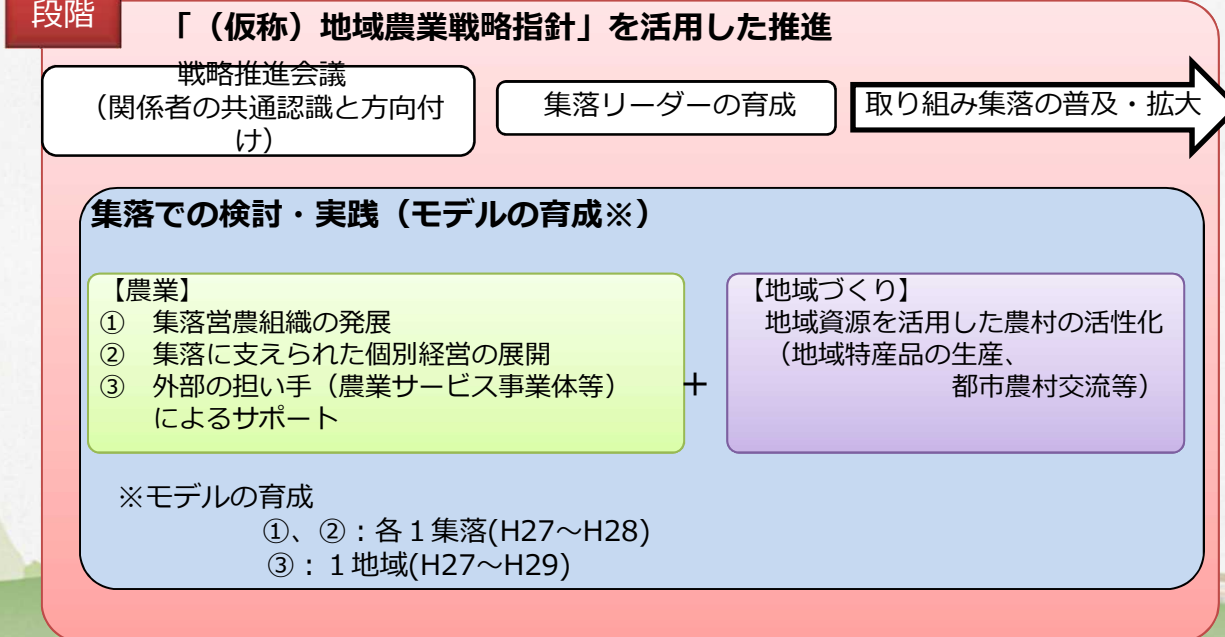 段階
「（仮称）地域農業戦略指針」を活用した推進
戦略推進会議
（関係者の共通認識と方向付
け）
集落リーダーの育成
取り組み集落の普及・拡大
集落での検討・実践（モデルの育成※）
【農業】
①　集落営農組織の発展
②　集落に支えられた個別経営の展開
③　外部の担い手（農業サービス事業体等）
によるサポート
＋
【地域づくり】
地域資源を活用した農村の活性化
（地域特産品の生産、
都市農村交流等）
※モデルの育成
①、②：各１集落(H27～H28)
③：１地域(H27～H29)